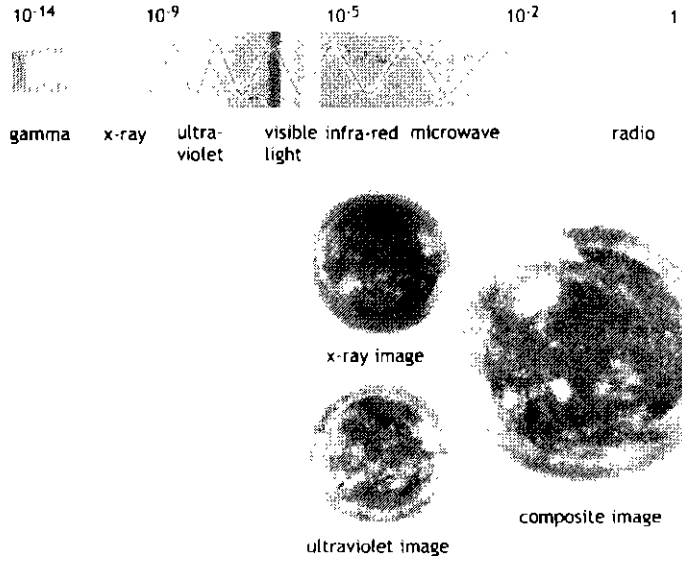 10-14 10-9 10-5 10-2 1
gamma x-ray ultra- visible infra-red microwave radio
violet light
x-ray image
composite image
ultraviolet image